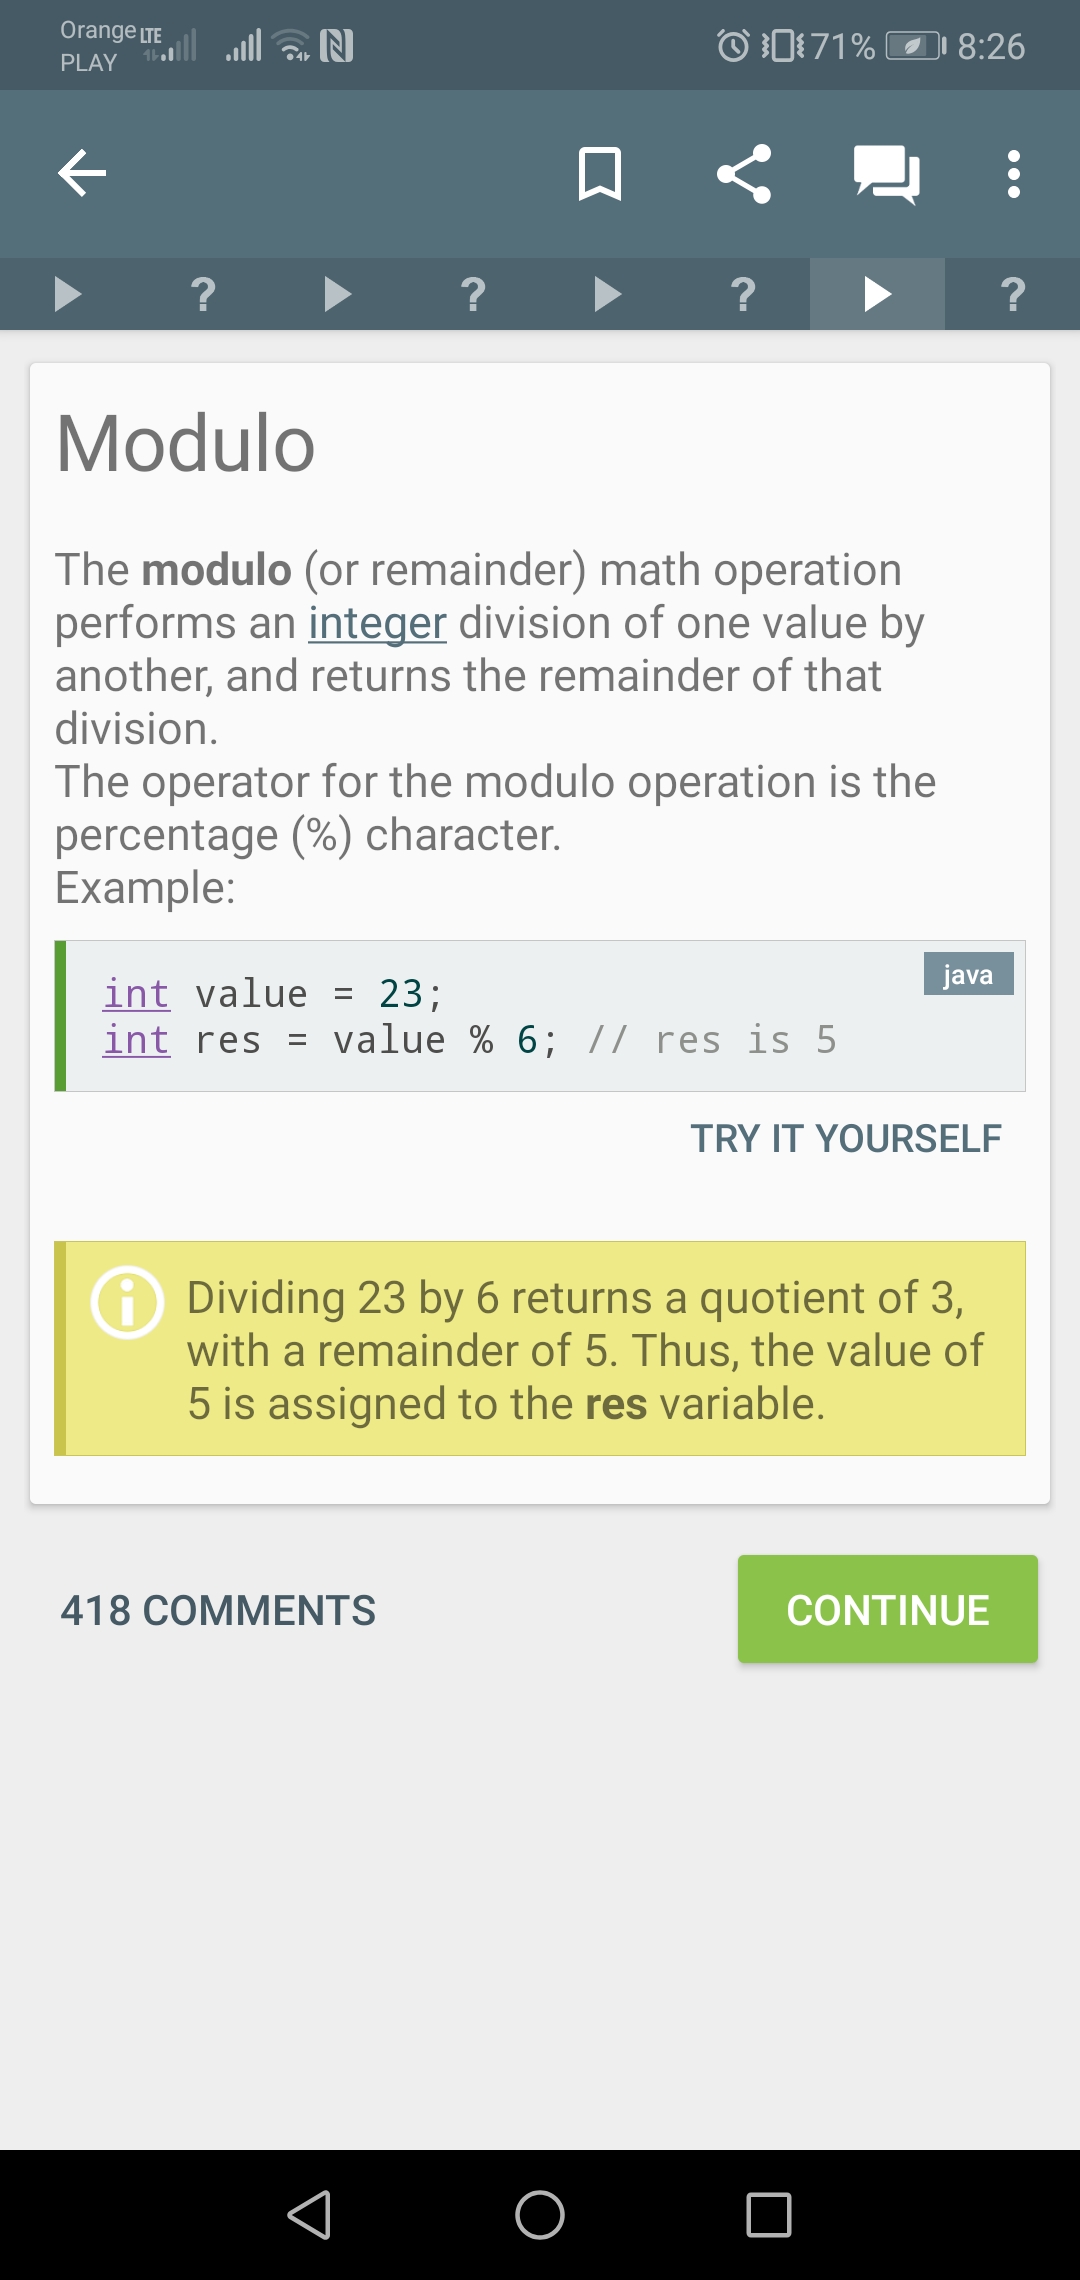 Orange LTE
PLAY
71% 8:26
? ? ? ?
Modulo
The modulo (or remainder) math operation
performs an integer division of one value by
another, and returns the remainder of that
division.
The operator for the modulo operation is the
percentage (%) character.
Example:
java
int value = 23;
int res = value % 6; // res is 5
TRY IT YOURSELF
Dividing 23 by 6 returns a quotient of 3,
with a remainder of 5. Thus, the value of
5 is assigned to the res variable.
418 COMMENTS
CONTINUE